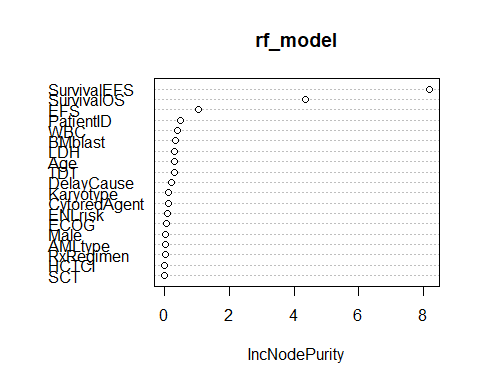 rf_model
SurvivalEFS
SurvivalOS
EFS
PatientID
WBC
BMblast
LDH
Age
TDT
DelayCause
Karyotype
CytoredAgent
ENLrisk
ECOG
Male
AMLtype
RxRegimen
HCTCI
SCT
0 2 4 6 8
IncNodePurity